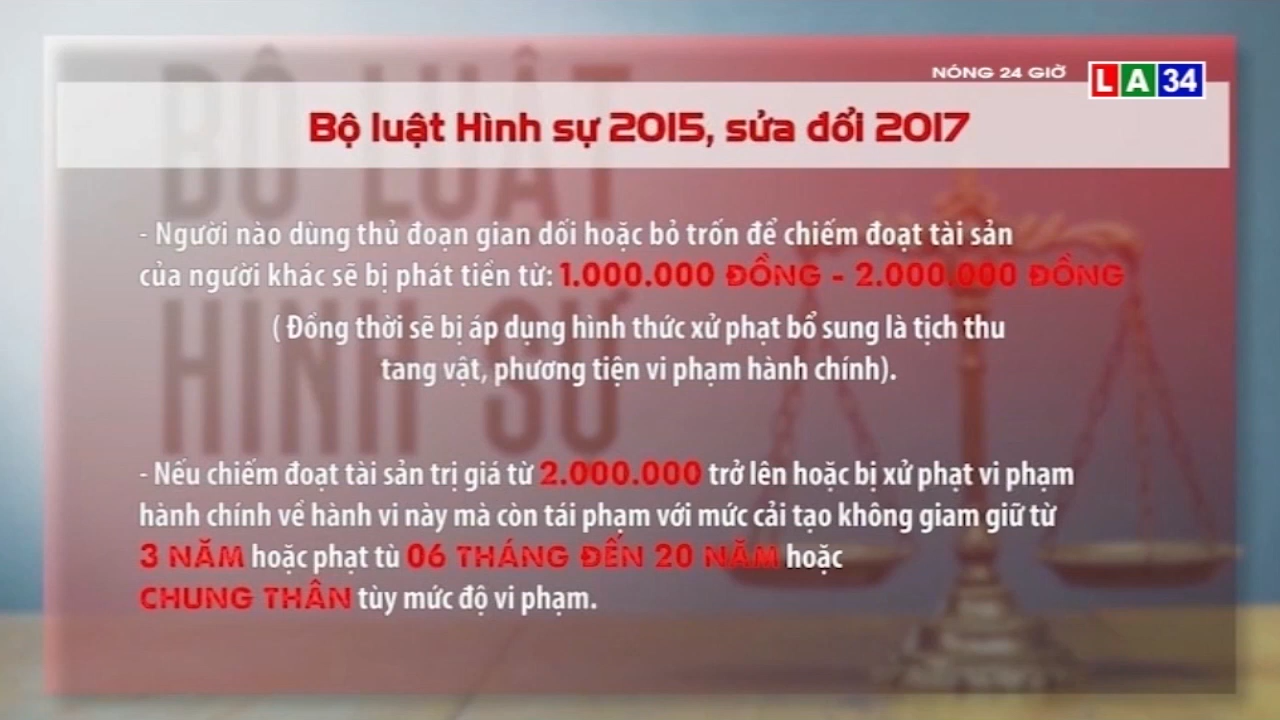 NÓNG 24 GIỜ
LA34
Bộ luật Hình sự 2015, sửa đổi 2017
BỘ LUẬT
HÌNH SỰ
- Người nào dùng thủ đoạn gian dối hoặc bỏ trốn để chiếm đoạt tài sản
của người khác sẽ bị phát tiền từ: 1.000.000 ĐỒNG - 2.000.000 ĐỒNG
( Đồng thời sẽ bị áp dụng hình thức xử phạt bổ sung là tịch thu
tang vật, phương tiện vi phạm hành chính).
- Nếu chiếm đoạt tài sản trị giá từ 2.000.000 trở lên hoặc bị xử phạt vi phạm
hành chính về hành vi này mà còn tái phạm với mức cải tạo không giam giữ từ
3 NĂM hoặc phạt tù 06 THÁNG ĐẾN 20 NĂM hoặc
CHUNG THÂN tùy mức độ vi phạm.